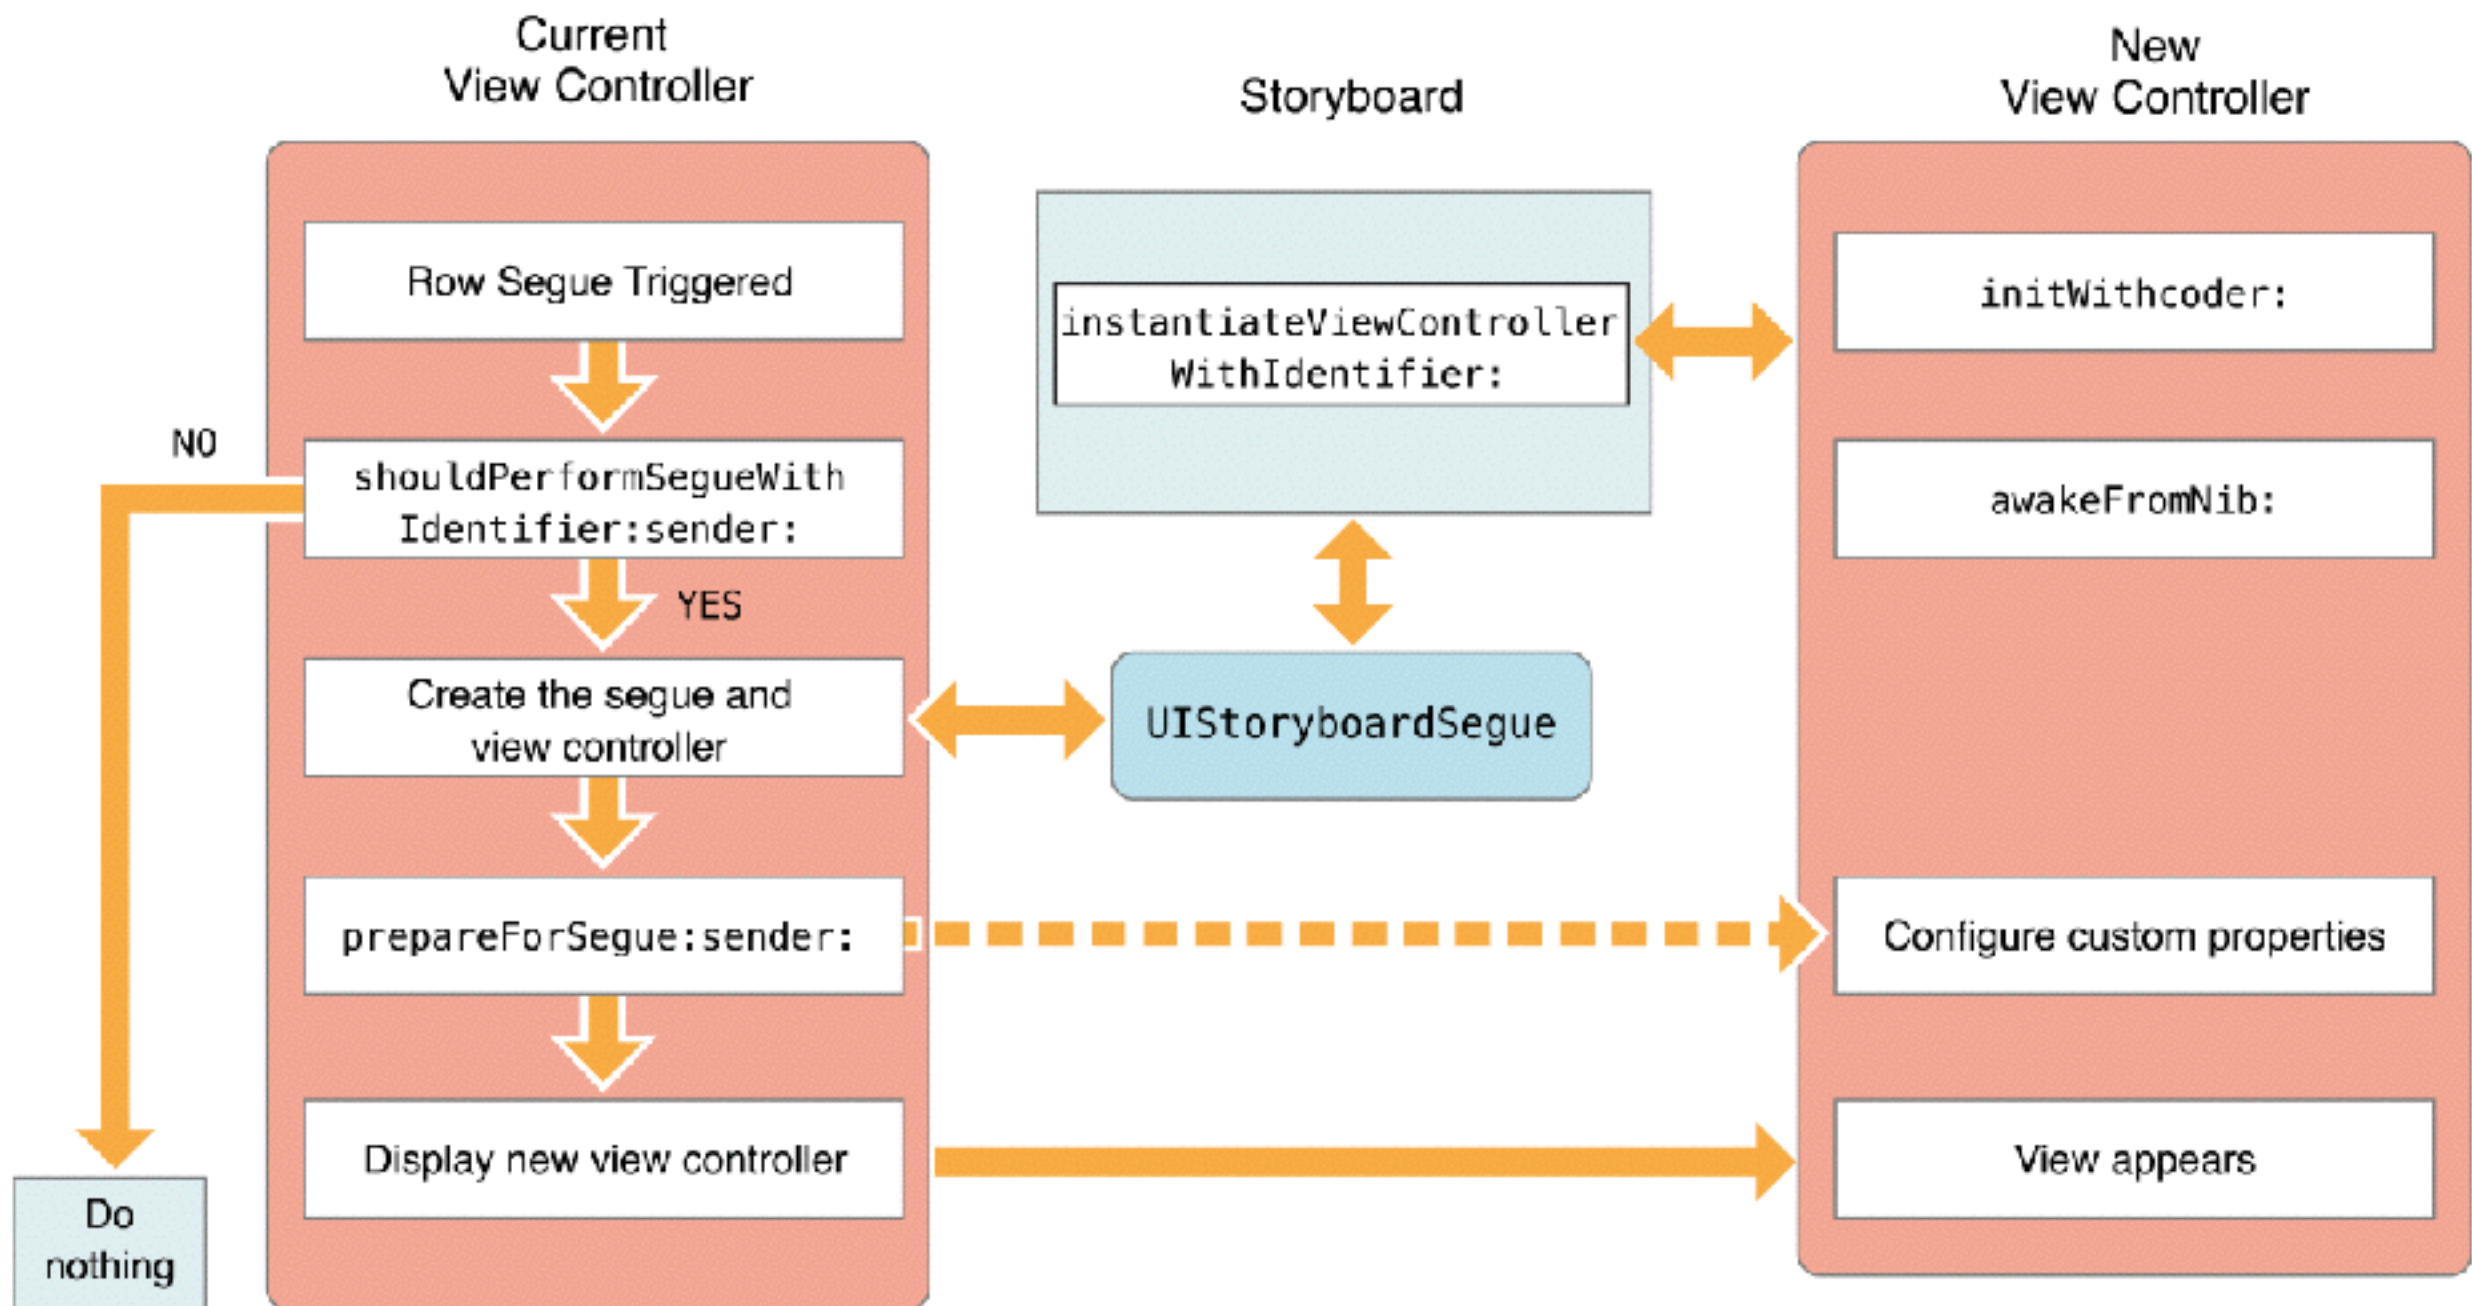 Current
View Controller
Storyboard
New
View Controller
Row Segue Triggered
instantiateViewController
WithIdentifier:
initWithcoder:
NO
shouldPerformSegueWith
Identifier:sender:
awakeFromNib:
YES
Create the segue and
view controller
UIStoryboardSegue
prepareForSegue:sender:
Configure custom properties
Display new view controller
View appears
Do
nothing